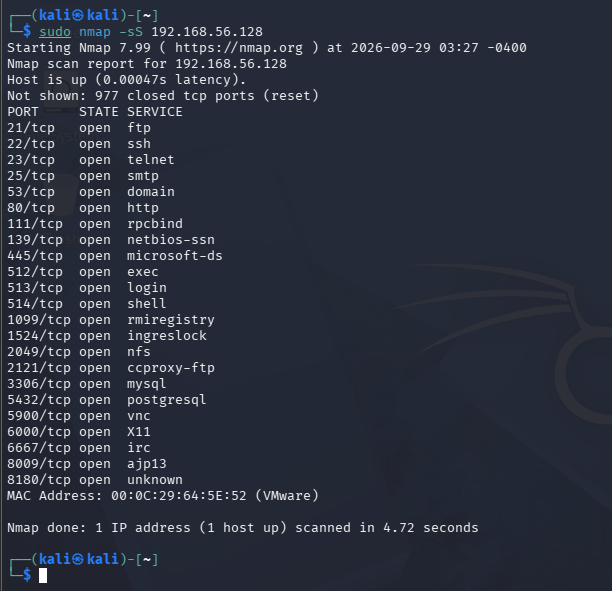 ┌──(kali㉿kali)-[~]
└─$ sudo nmap -sS 192.168.56.128
Starting Nmap 7.99 ( https://nmap.org ) at 2026-09-29 03:27 -0400
Nmap scan report for 192.168.56.128
Host is up (0.00047s latency).
Not shown: 977 closed tcp ports (reset)
PORT     STATE SERVICE
21/tcp   open  ftp
22/tcp   open  ssh
23/tcp   open  telnet
25/tcp   open  smtp
53/tcp   open  domain
80/tcp   open  http
111/tcp  open  rpcbind
139/tcp  open  netbios-ssn
445/tcp  open  microsoft-ds
512/tcp  open  exec
513/tcp  open  login
514/tcp  open  shell
1099/tcp open  rmiregistry
1524/tcp open  ingreslock
2049/tcp open  nfs
2121/tcp open  ccproxy-ftp
3306/tcp open  mysql
5432/tcp open  postgresql
5900/tcp open  vnc
6000/tcp open  X11
6667/tcp open  irc
8009/tcp open  ajp13
8180/tcp open  unknown
MAC Address: 00:0C:29:64:5E:52 (VMware)
Nmap done: 1 IP address (1 host up) scanned in 4.72 seconds
┌──(kali㉿kali)-[~]
└─$